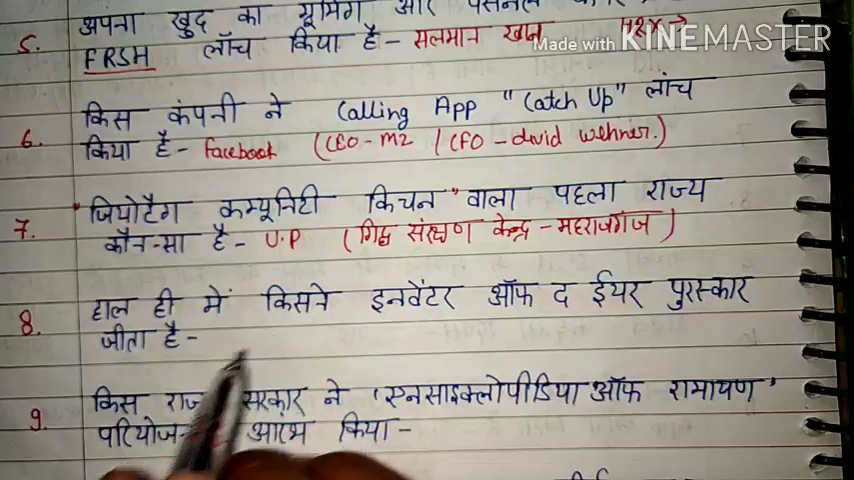 अपना खुद का ग्रूमिंग और पर्सनल
5. FRSH लॉच किया है - सलमान खान
Made with KINEMASTER
किस कंपनी ने Calling App "Catch Up" लांच
6. किया है - Facebook (CEO - MZ / CFO - david wehner.)
"जियोटैग कम्यूनिटी किचन" वाला पहला राज्य
7. कौन-सा है - U.P (गिद्ध संरक्षण केन्द्र - महराजगंज)
8. हाल ही में किसने इनवेंटर ऑफ द ईयर पुरस्कार
जीता है -
9. किस सरकार ने 'एनसाइक्लोपीडिया ऑफ रामायण'
आरंभ किया -